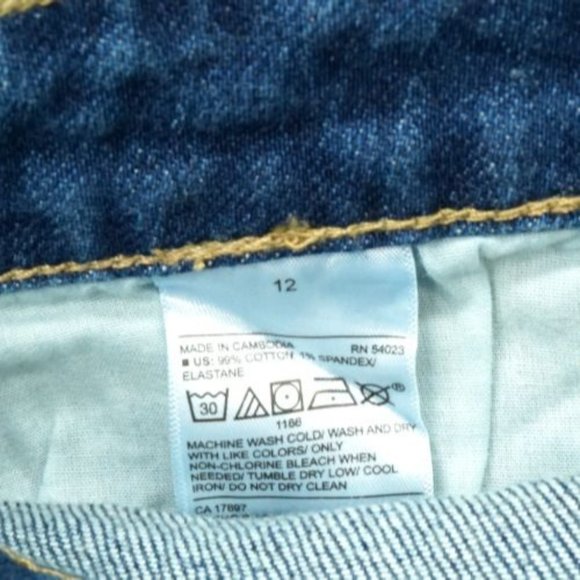 12
MADE IN CAMBODIA RN 54023
■ US: 99% COTTON 1% SPANDEX/
ELASTANE
30
®
1166
MACHINE WASH COLD/ WASH AND DRY
WITH LIKE COLORS/ ONLY
NON-CHLORINE BLEACH WHEN
NEEDED/ TUMBLE DRY LOW/ COOL
IRON/ DO NOT DRY CLEAN
CA 17897